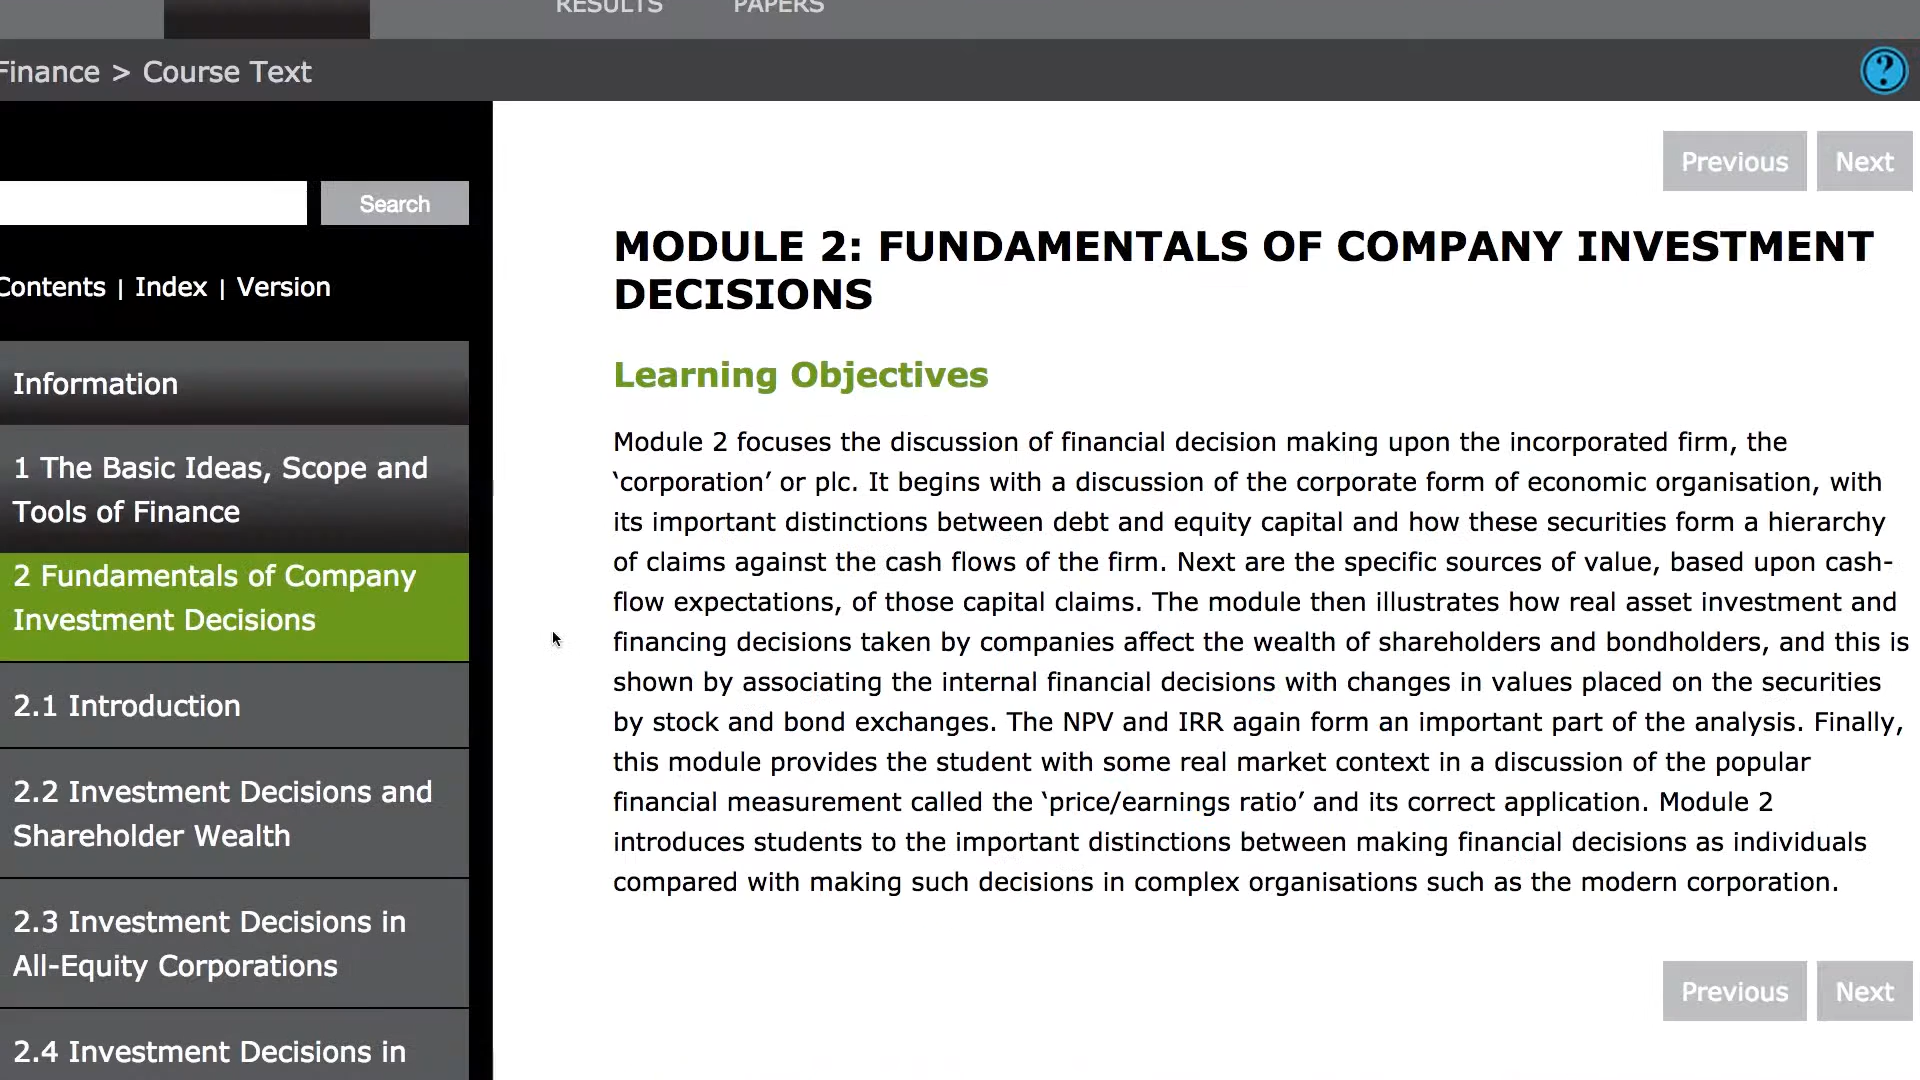 RESULTS
PAPERS
Finance > Course Text
Search
Contents | Index | Version
Information
1 The Basic Ideas, Scope and
Tools of Finance
2 Fundamentals of Company
Investment Decisions
2.1 Introduction
2.2 Investment Decisions and
Shareholder Wealth
2.3 Investment Decisions in
All-Equity Corporations
2.4 Investment Decisions in
Previous
Next
MODULE 2: FUNDAMENTALS OF COMPANY INVESTMENT
DECISIONS
Learning Objectives
Module 2 focuses the discussion of financial decision making upon the incorporated firm, the
‘corporation’ or plc. It begins with a discussion of the corporate form of economic organisation, with
its important distinctions between debt and equity capital and how these securities form a hierarchy
of claims against the cash flows of the firm. Next are the specific sources of value, based upon cash-
flow expectations, of those capital claims. The module then illustrates how real asset investment and
financing decisions taken by companies affect the wealth of shareholders and bondholders, and this is
shown by associating the internal financial decisions with changes in values placed on the securities
by stock and bond exchanges. The NPV and IRR again form an important part of the analysis. Finally,
this module provides the student with some real market context in a discussion of the popular
financial measurement called the ‘price/earnings ratio’ and its correct application. Module 2
introduces students to the important distinctions between making financial decisions as individuals
compared with making such decisions in complex organisations such as the modern corporation.
Previous
Next
?